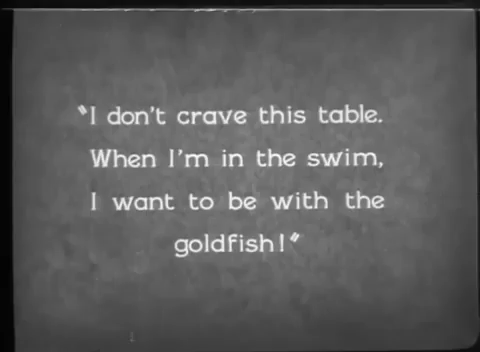 "I don't crave this table.
When I'm in the swim,
I want to be with the
goldfish!"